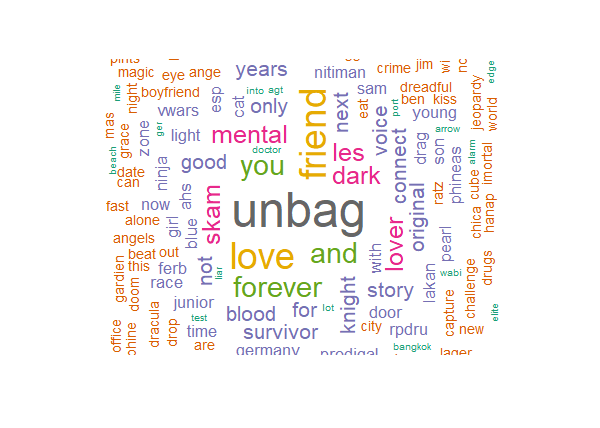 pints
magic
eye
ange
years
nitiman
crime
jim
wi
nc
edge
mile
night
boyfriend
esp
cat
into
agt
only
next
sam
eat
port
ben
kiss
dreadful
jeopardy
world
mas
grace
zone
vwars
ger
light
mental
friend
voice
young
arrow
beach
doctor
les
connect
drag
son
alarm
date
can
ninja
good
you
dark
original
ratz
phineas
cube
chica
imortal
hanap
fast
now
ahs
skam
unbag
lover
pearl
alone
girl
blue
angels
beat
out
not
love
and
with
lakan
wabi
drugs
this
ferb
liar
garden
doom
race
forever
knight
story
capture
challenge
elite
junior
blood
for
lot
door
office
phine
dracula
drop
test
time
survivor
city
rpdru
new
are
germany
prodigal
bangkok
lager